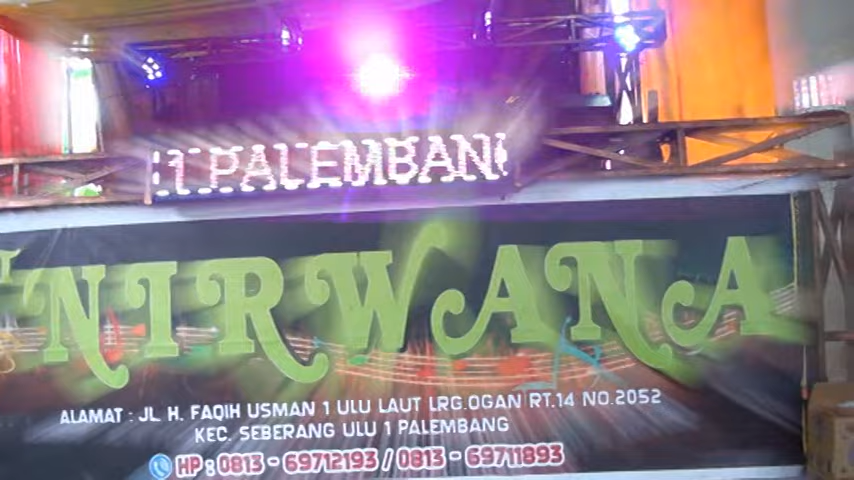 1 PALEMBANG
NIRWANA
ALAMAT : JL H. FAQIH USMAN 1 ULU LAUT LRG.OGAN RT.14 NO.2052
KEC. SEBERANG ULU 1 PALEMBANG
HP : 0813 - 69712193 / 0813 - 69711893